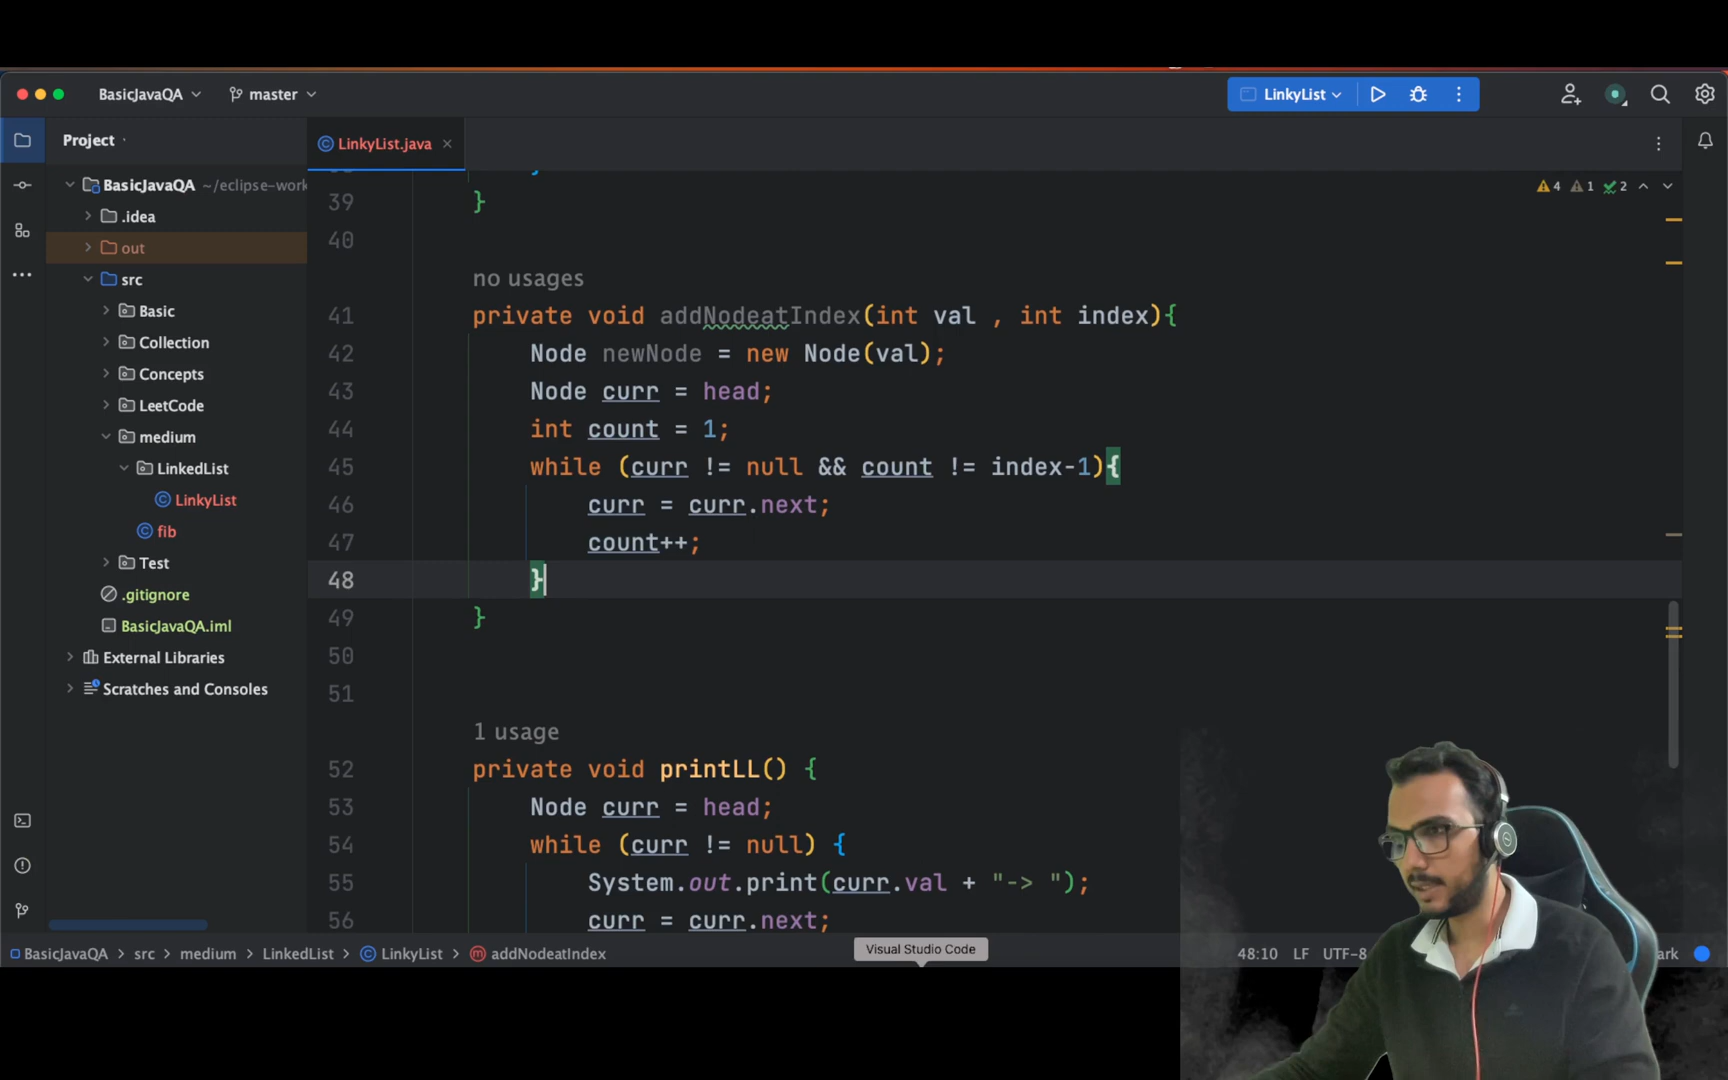 BasicJavaQA
master
LinkyList
Project
LinkyList.java
BasicJavaQA ~/eclipse-work
.idea
out
src
Basic
Collection
Concepts
LeetCode
medium
LinkedList
LinkyList
fib
Test
.gitignore
BasicJavaQA.iml
External Libraries
Scratches and Consoles
4 1 2
39 }
40
no usages
41 private void addNodeatIndex(int val , int index){
42 Node newNode = new Node(val);
43 Node curr = head;
44 int count = 1;
45 while (curr != null && count != index-1){
46 curr = curr.next;
47 count++;
48 }
49 }
50
51
1 usage
52 private void printLL() {
53 Node curr = head;
54 while (curr != null) {
55 System.out.print(curr.val + "-> ");
56 curr = curr.next;
Visual Studio Code
BasicJavaQA > src > medium > LinkedList > LinkyList > addNodeatIndex
48:10 LF UTF-8
ark